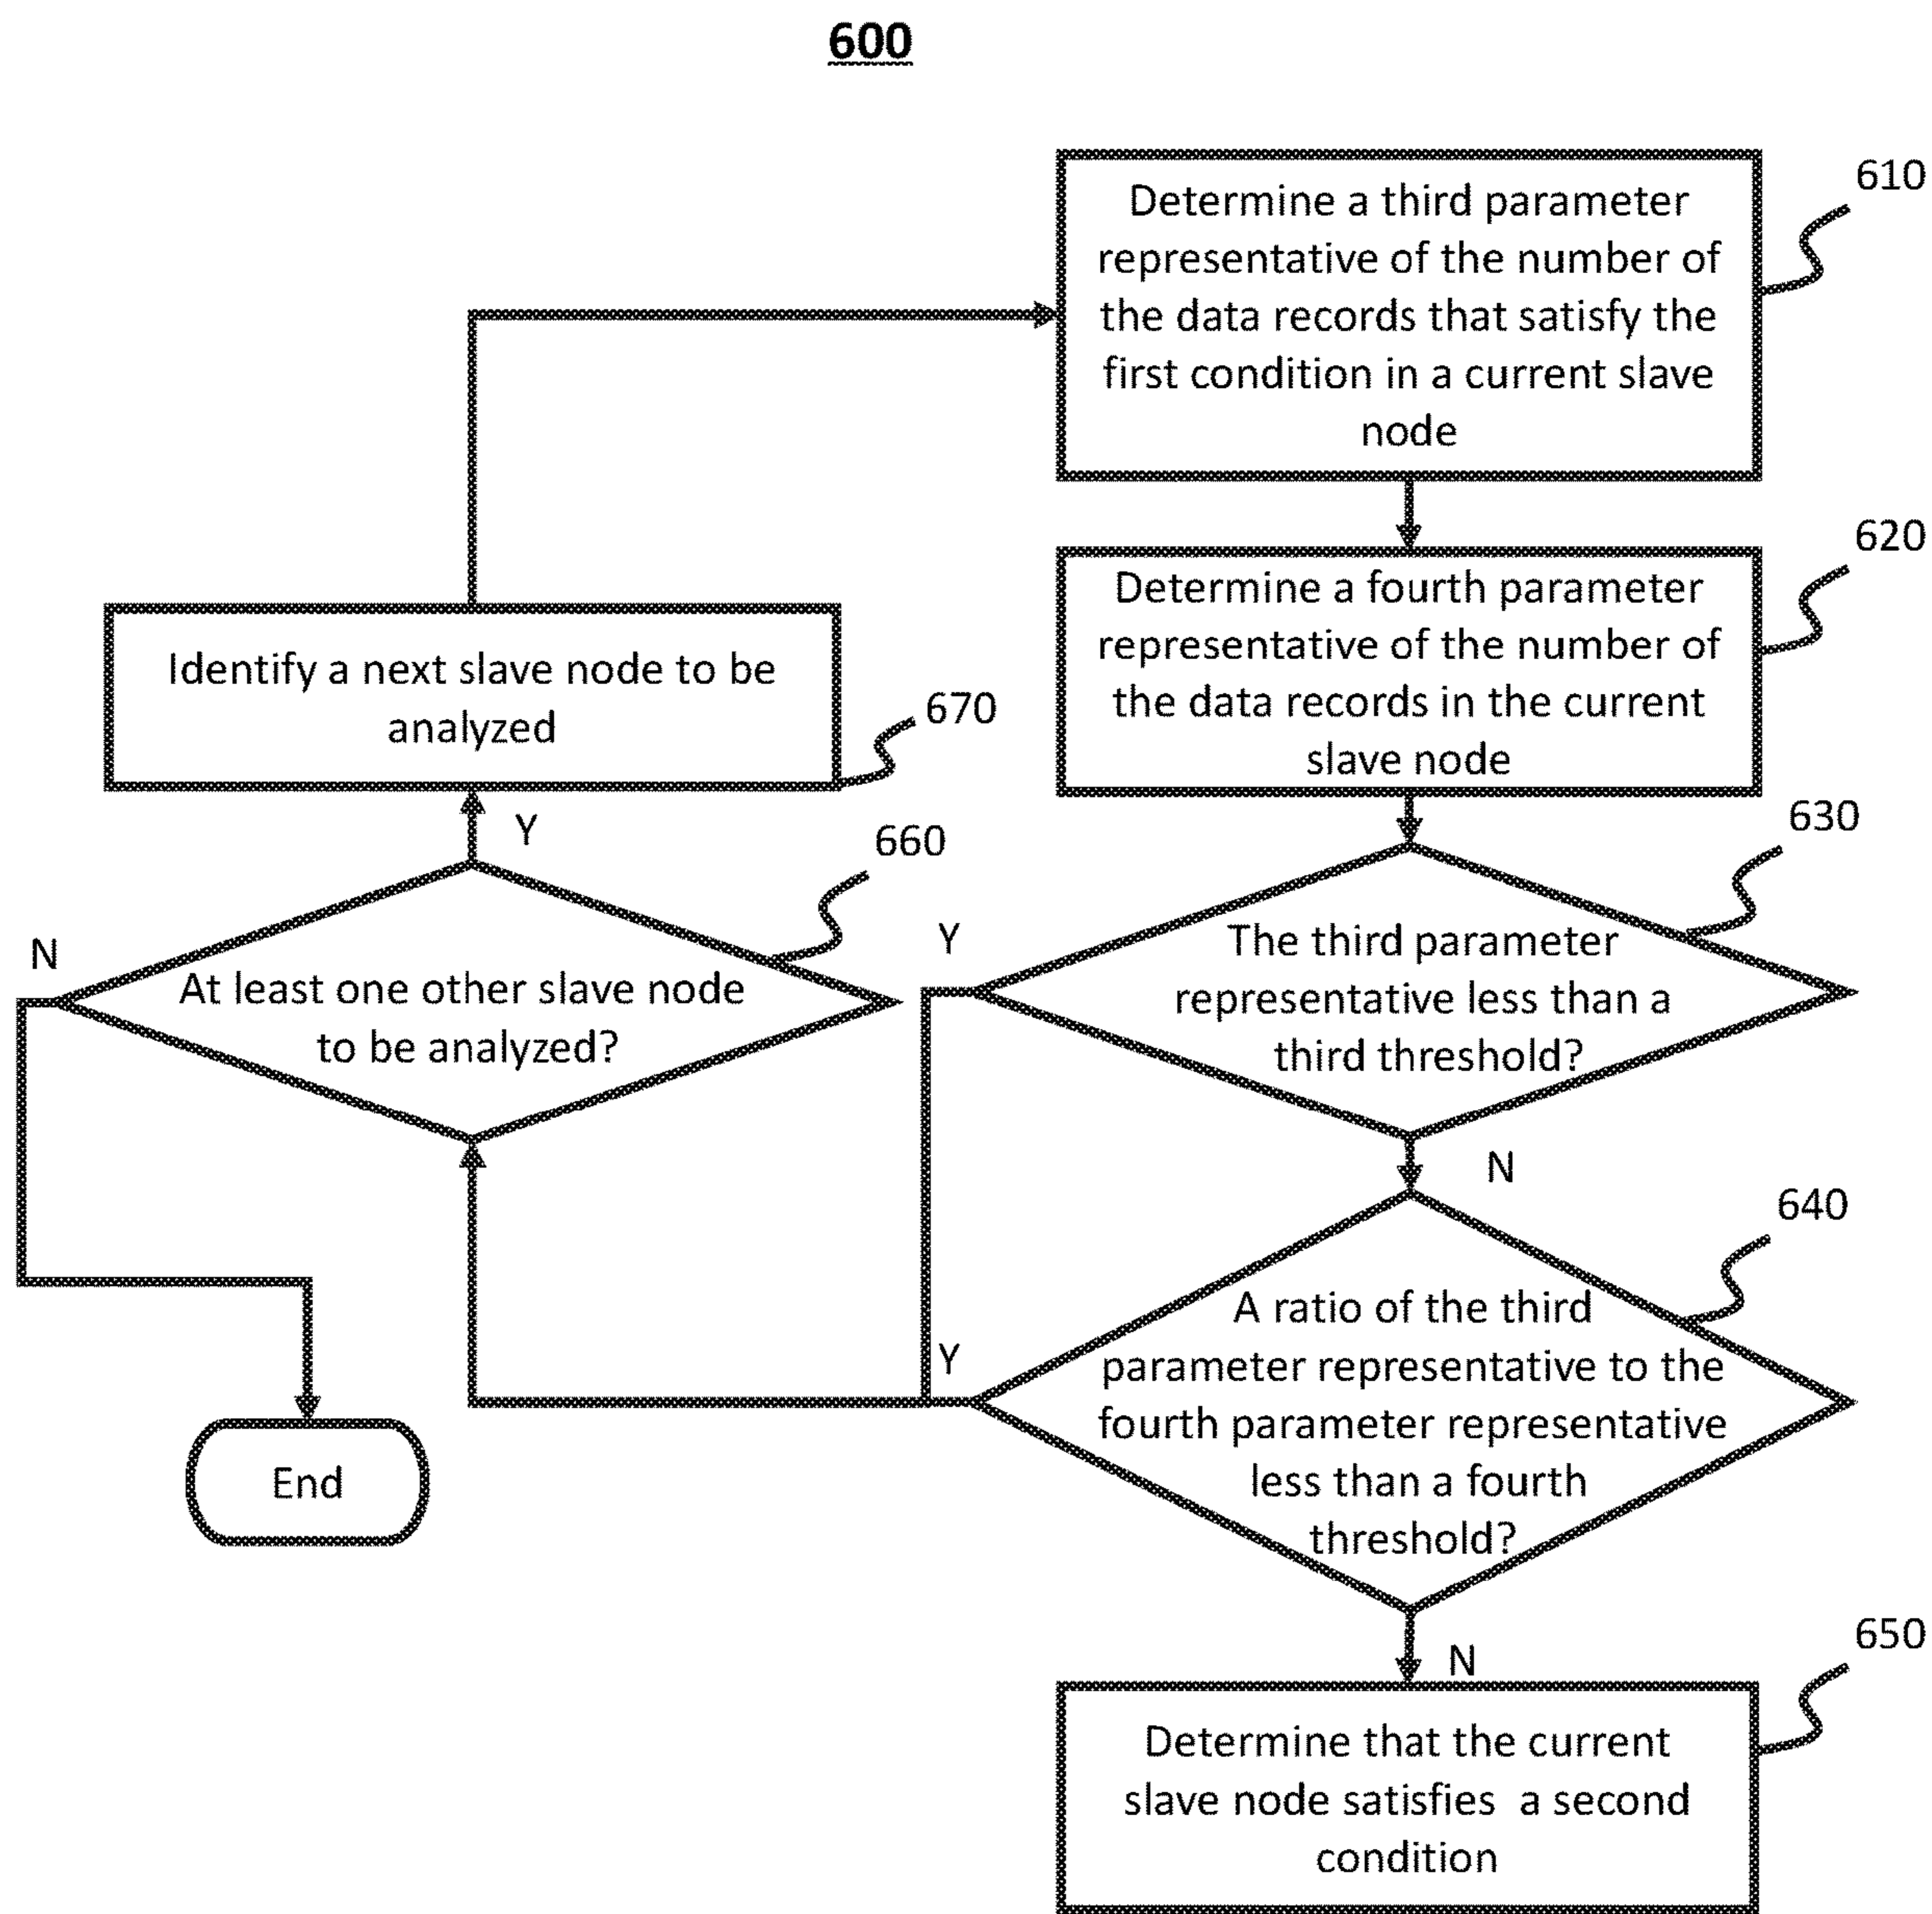 600
Determine a third parameter
representative of the number of
the data records that satisfy the
first condition in a current slave
node
610
Determine a fourth parameter
representative of the number of
the data records in the current
slave node
620
Identify a next slave node to be
analyzed
670
Y
660
N
At least one other slave node
to be analyzed?
630
Y
The third parameter
representative less than a
third threshold?
N
640
Y
A ratio of the third
parameter representative to the
fourth parameter representative
less than a fourth
threshold?
End
N
650
Determine that the current
slave node satisfies a second
condition